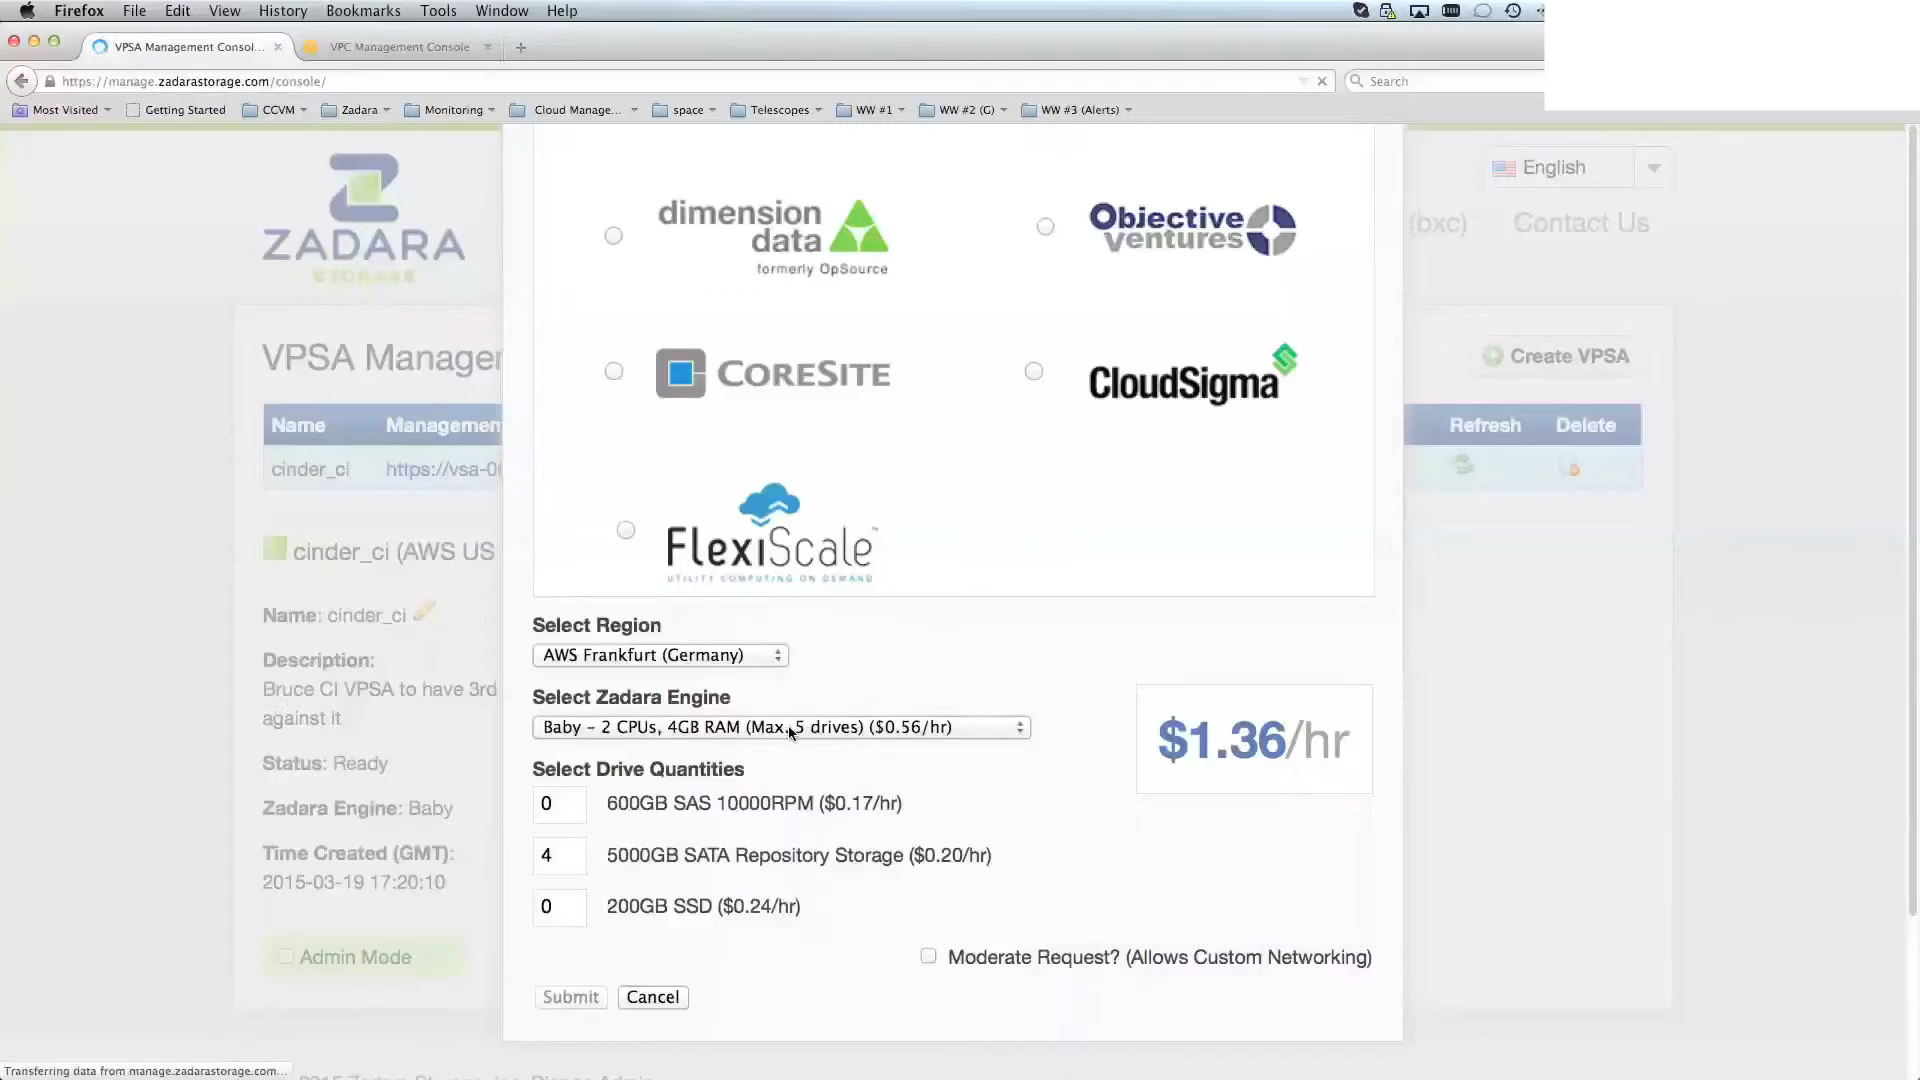 Firefox File Edit View History Bookmarks Tools Window Help
VPSA Management Consol... VPC Management Console
https://manage.zadarastorage.com/console/ Search
Most Visited Getting Started CCVM Zadara Monitoring Cloud Manage... space Telescopes WW #1 WW #2 (G) WW #3 (Alerts)
ZADARA
STORAGE
English
(bxc) Contact Us
dimension
data
formerly OpSource
Objective
ventures
VPSA Manager
Create VPSA
CORESITE
CloudSigma
Name Management
Refresh Delete
cinder_ci https://vsa-0
FlexiScale™
UTILITY COMPUTING ON DEMAND
cinder_ci (AWS US
Name: cinder_ci
Description:
Bruce CI VPSA to have 3rd
against it
Status: Ready
Zadara Engine: Baby
Time Created (GMT):
2015-03-19 17:20:10
Admin Mode
Select Region
AWS Frankfurt (Germany)
Select Zadara Engine
Baby – 2 CPUs, 4GB RAM (Max. 5 drives) ($0.56/hr)
$1.36/hr
Select Drive Quantities
0 600GB SAS 10000RPM ($0.17/hr)
4 5000GB SATA Repository Storage ($0.20/hr)
0 200GB SSD ($0.24/hr)
Moderate Request? (Allows Custom Networking)
Submit Cancel
Transferring data from manage.zadarastorage.com...